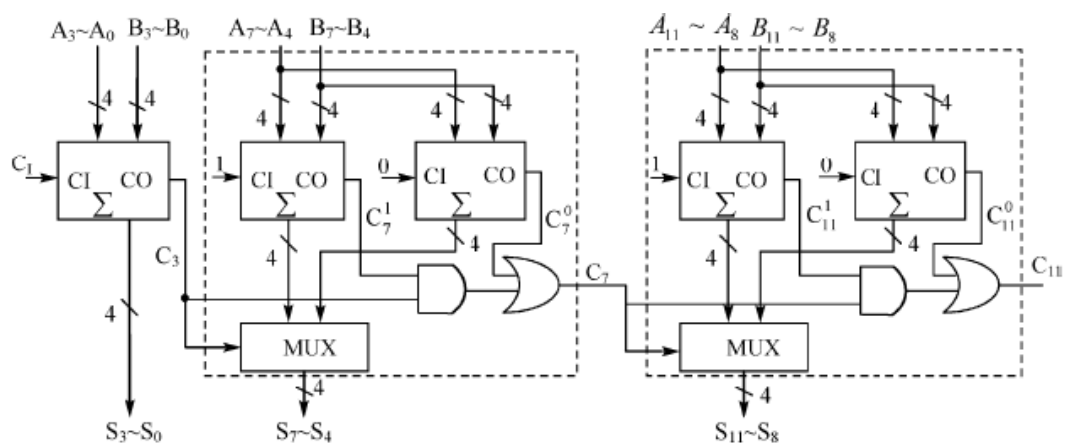 A₃~A₀ B₃~B₀ A₇~A₄ B₇~B₄ A₁₁ ~ A₈ B₁₁ ~ B₈
4 4 4 4 4 4 4 4 4 4
C_I CI CO Σ 1 CI CO Σ 0 CI CO Σ 1 CI CO Σ 0 CI CO Σ
C₇¹ C₇⁰ C₁₁¹ C₁₁⁰
C₃ 4 4 C₇ 4 4 C₁₁
4 MUX MUX
4 4
S₃~S₀ S₇~S₄ S₁₁~S₈